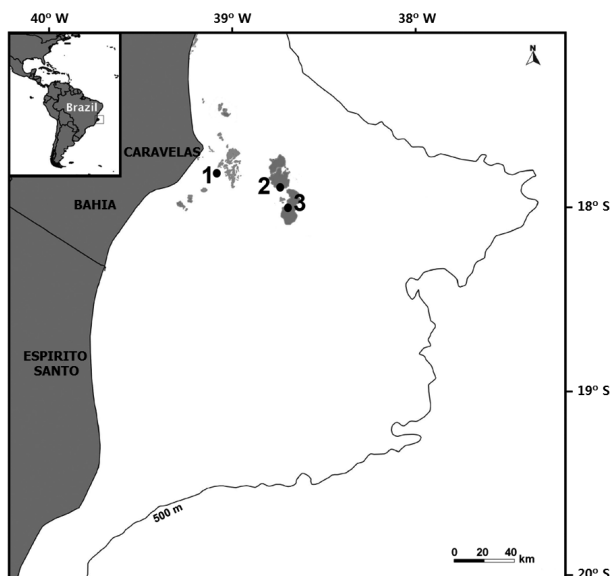 40º W 39º W 38º W
N
Brazil
CARAVELAS
1
2
3
BAHIA
18º S
ESPIRITO
SANTO
19º S
500 m
0 20 40 km
20º S